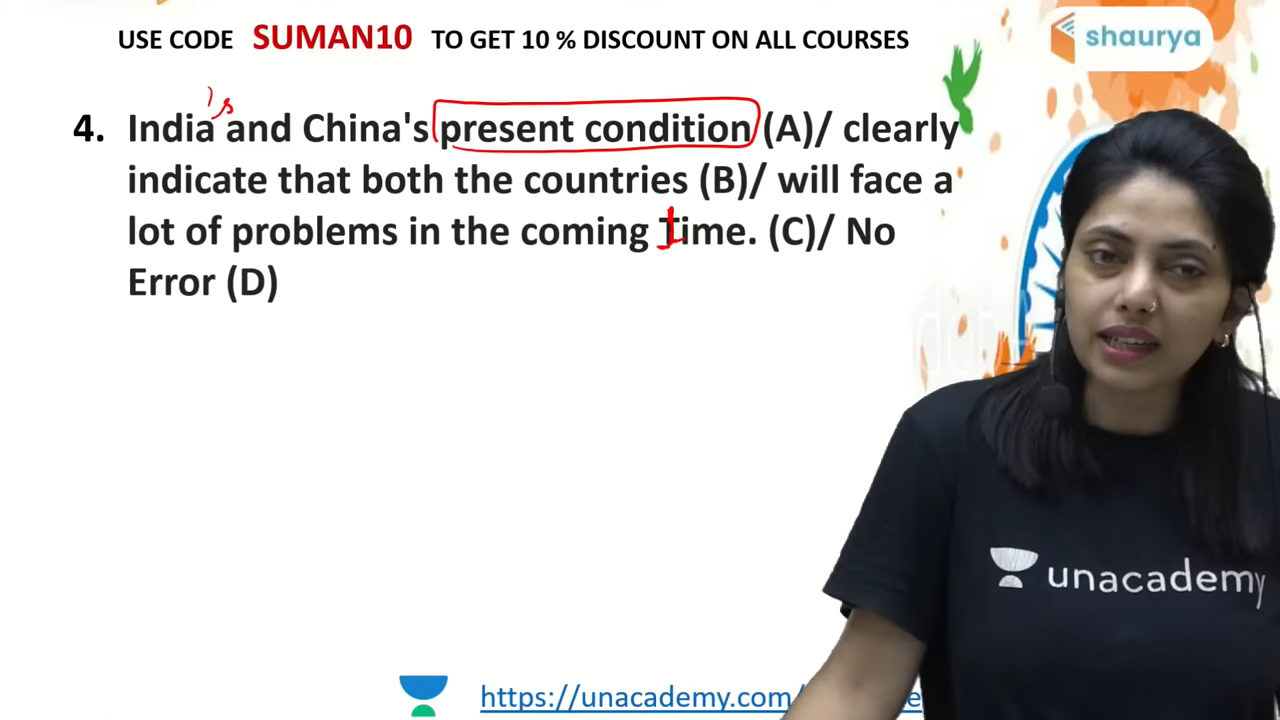 USE CODE SUMAN10 TO GET 10 % DISCOUNT ON ALL COURSES
shaurya
's
4. India and China's present condition (A)/ clearly
indicate that both the countries (B)/ will face a
lot of problems in the coming Time. (C)/ No
Error (D)
unacademy
https://unacademy.com/